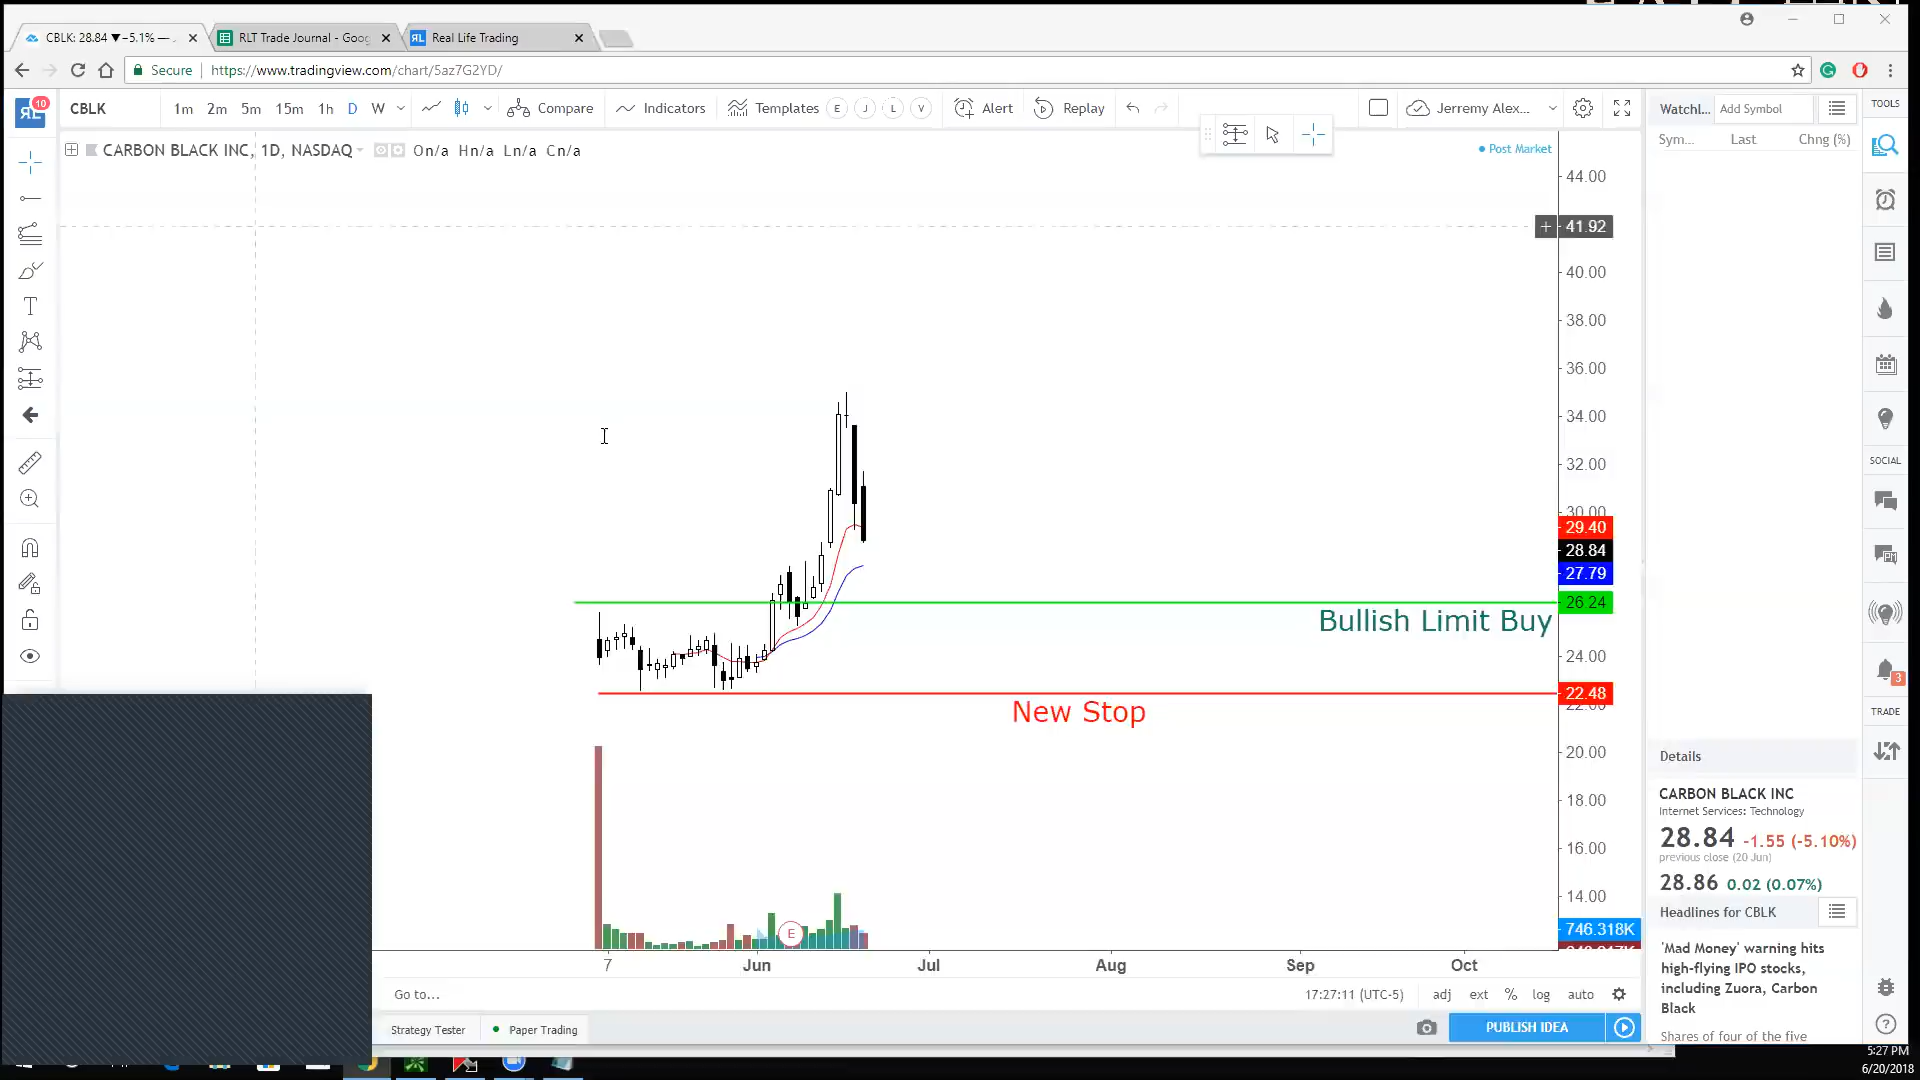 CBLK: 28.84 ▼−5.1% — 
RLT Trade Journal - Goog
Real Life Trading
Secure
https://www.tradingview.com/chart/5az7G2YD/
10
CBLK
1m 2m 5m 15m 1h D W
Compare
Indicators
Templates E J L V
Alert
Replay
Jerremy Alex...
Watchl...
Add Symbol
TOOLS
Sym... Last Chng (%)
CARBON BLACK INC, 1D, NASDAQ
On/a Hn/a Ln/a Cn/a
Post Market
44.00
41.92
40.00
38.00
36.00
34.00
32.00
30.00
29.40
28.84
27.79
26.24
Bullish Limit Buy
24.00
22.48
22.00
New Stop
20.00
18.00
16.00
14.00
746.318K
E
7 Jun Jul Aug Sep Oct
Go to...
17:27:11 (UTC-5)
adj ext % log auto
Strategy Tester
Paper Trading
PUBLISH IDEA
SOCIAL
3
TRADE
Details
CARBON BLACK INC
Internet Services: Technology
28.84 -1.55 (-5.10%)
previous close (20 Jun)
28.86 0.02 (0.07%)
Headlines for CBLK
'Mad Money' warning hits
high-flying IPO stocks,
including Zuora, Carbon
Black
Shares of four of the five
5:27 PM
6/20/2018